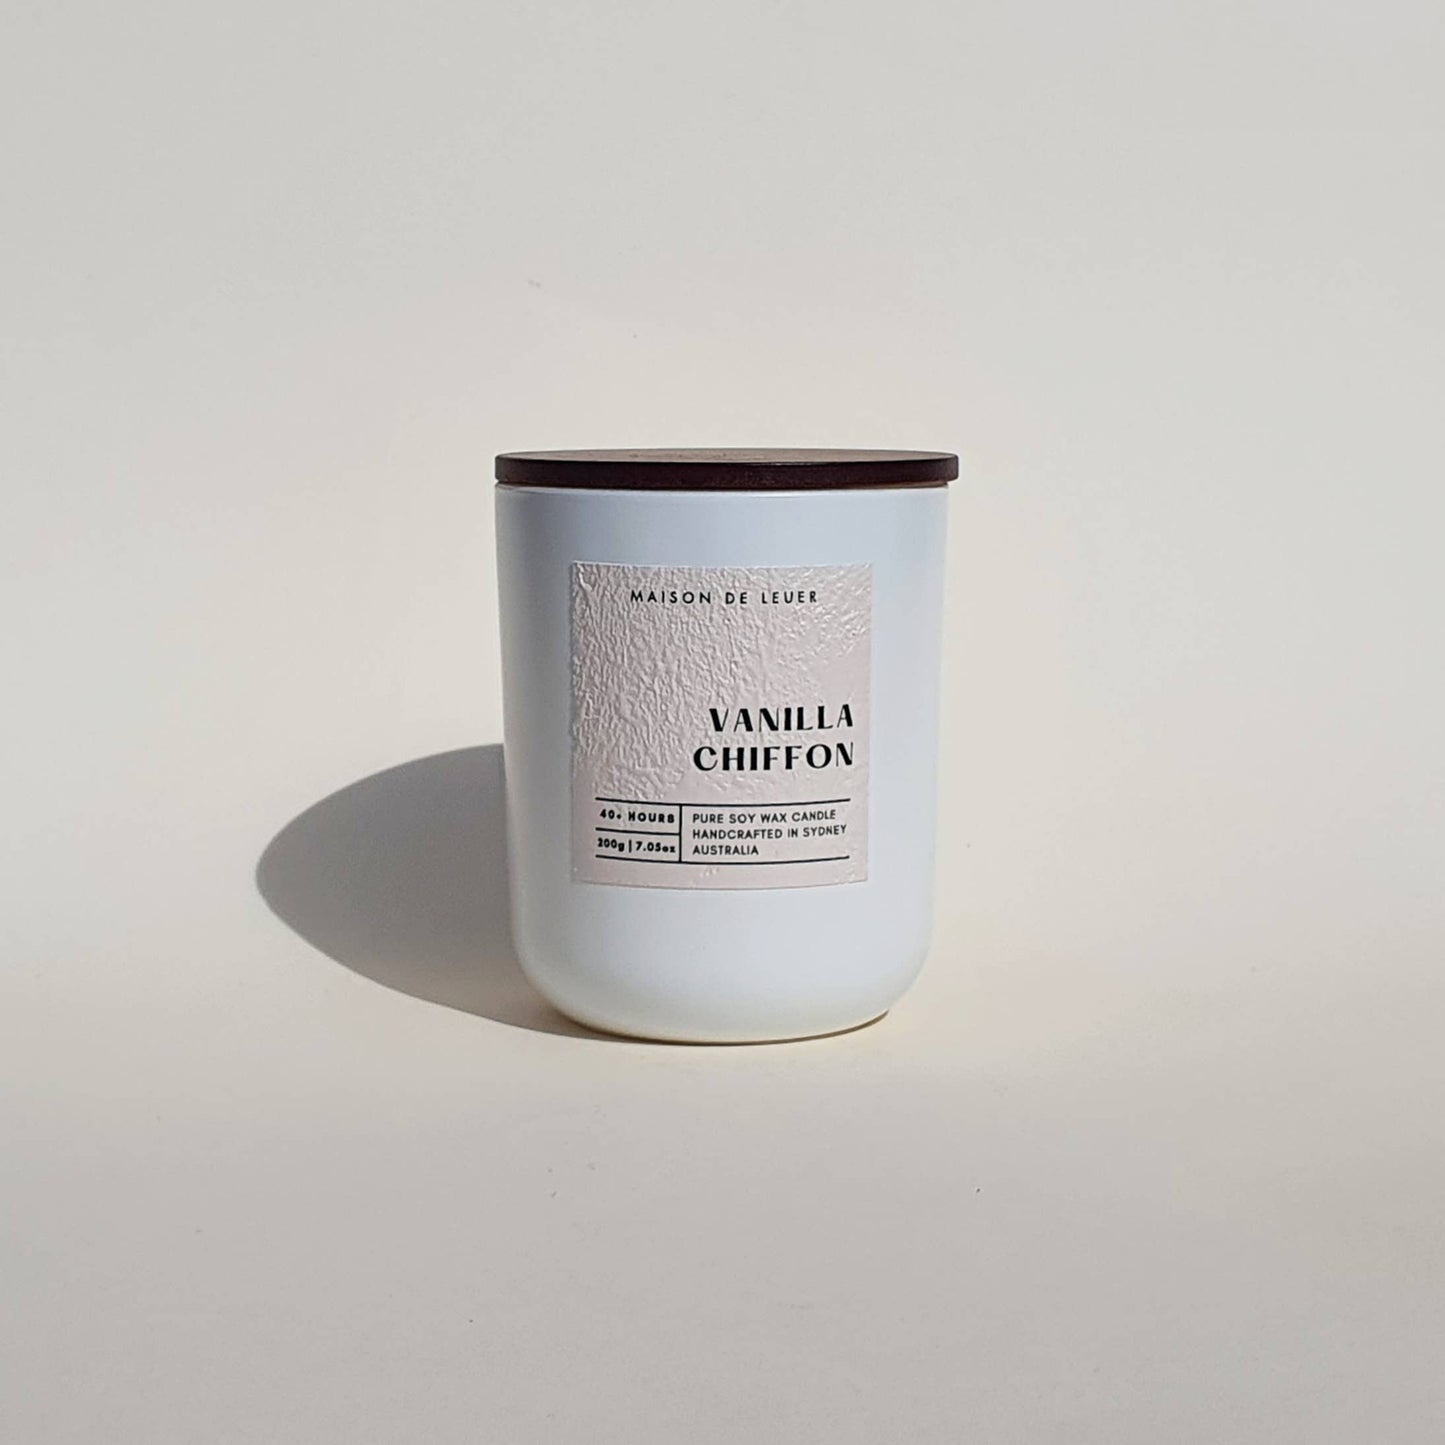 MAISON DE LEUER
VANILLA
CHIFFON
40+ HOURS
200g | 7.05oz
PURE SOY WAX CANDLE
HANDCRAFTED IN SYDNEY
AUSTRALIA